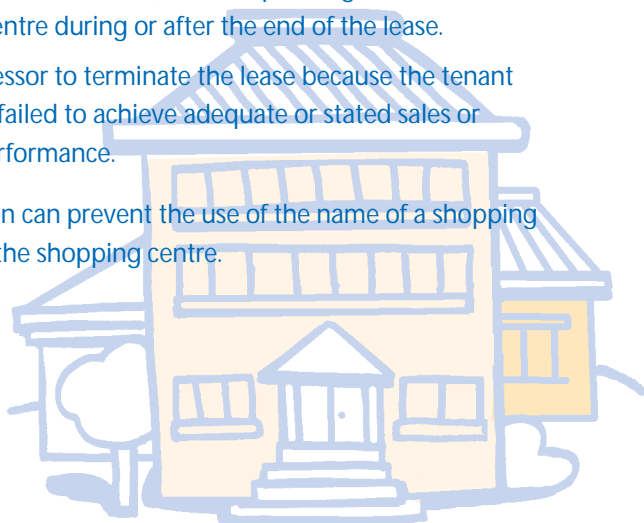 entre during or after the end of the lease.
essor to terminate the lease because the tenant
failed to achieve adequate or stated sales or
rformance.
n can prevent the use of the name of a shopping
the shopping centre.